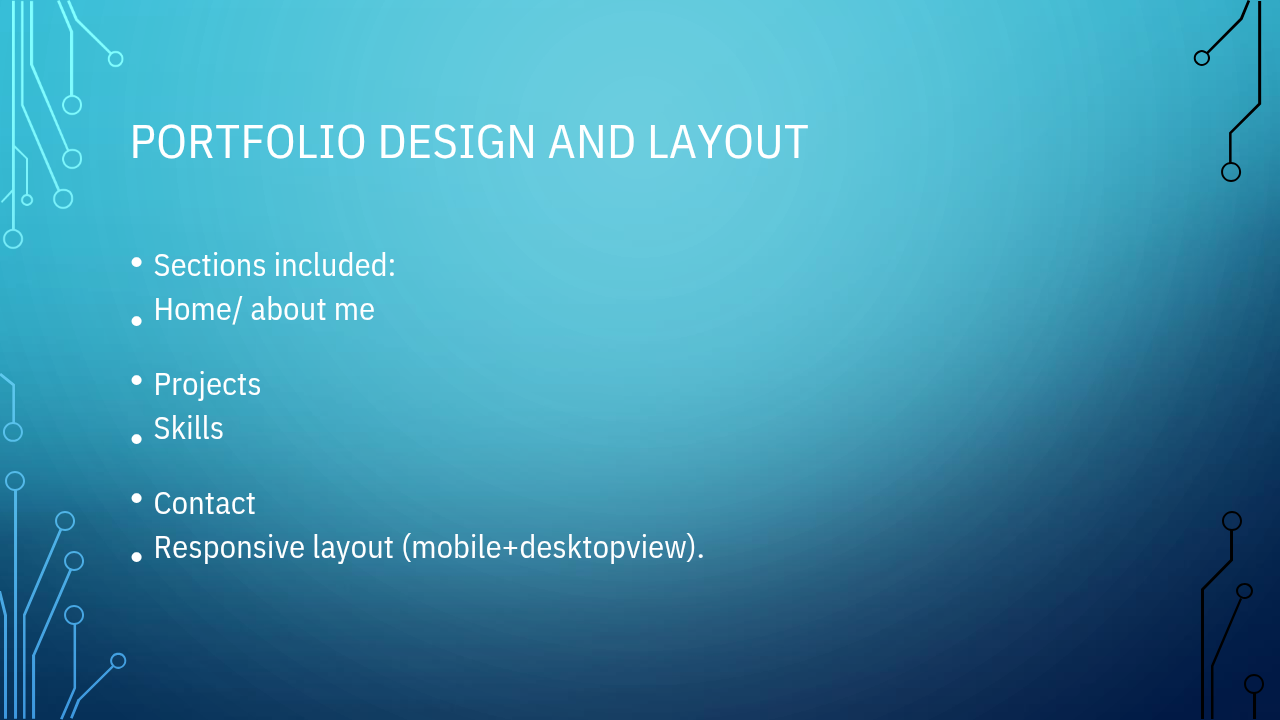 PORTFOLIO DESIGN AND LAYOUT
• Sections included:
• Home/ about me
• Projects
• Skills
• Contact
• Responsive layout (mobile+desktopview).